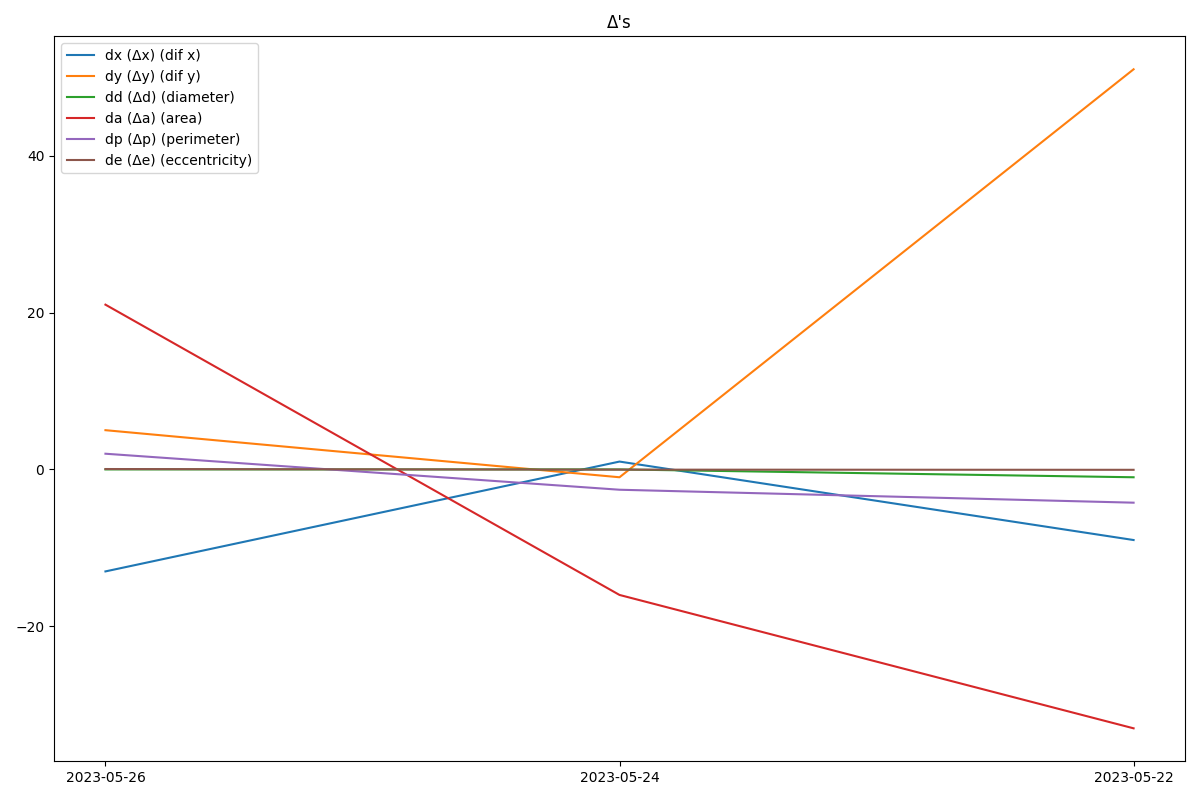 Δ's
dx (Δx) (dif x)
dy (Δy) (dif y)
dd (Δd) (diameter)
da (Δa) (area)
dp (Δp) (perimeter)
de (Δe) (eccentricity)
40
20
0
−20
2023-05-26
2023-05-24
2023-05-22